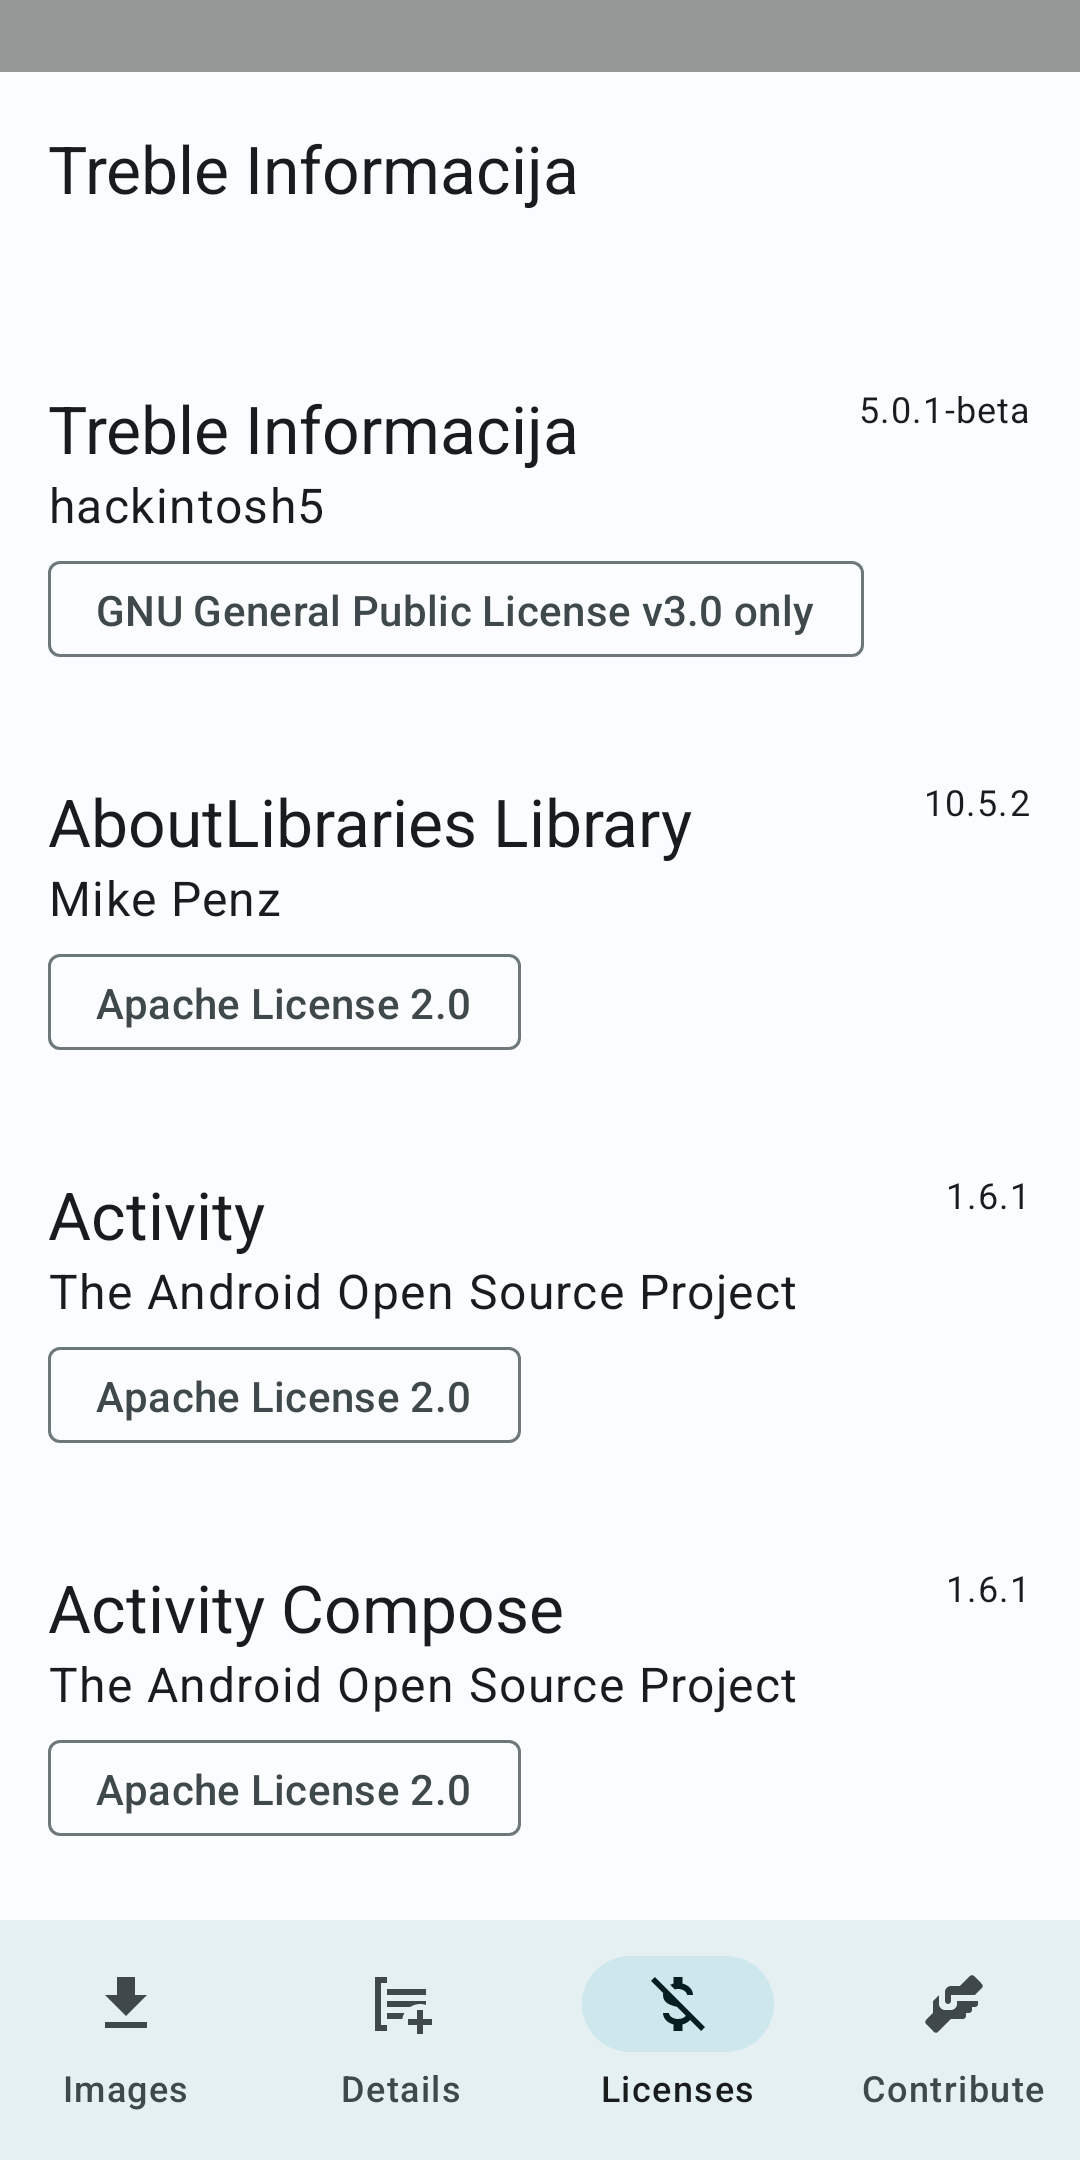 Treble Informacija
Treble Informacija
5.0.1-beta
hackintosh5
GNU General Public License v3.0 only
AboutLibraries Library
10.5.2
Mike Penz
Apache License 2.0
Activity
1.6.1
The Android Open Source Project
Apache License 2.0
Activity Compose
1.6.1
The Android Open Source Project
Apache License 2.0
Images
Details
Licenses
Contribute